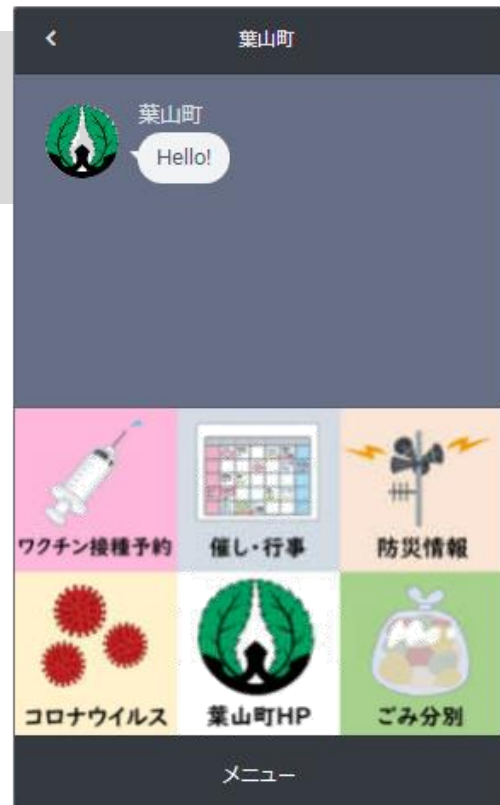 葉山町
葉山町
Hello!
ワクチン接種予約
催し・行事
防災情報
コロナウイルス
葉山町HP
ごみ分別
メニュー